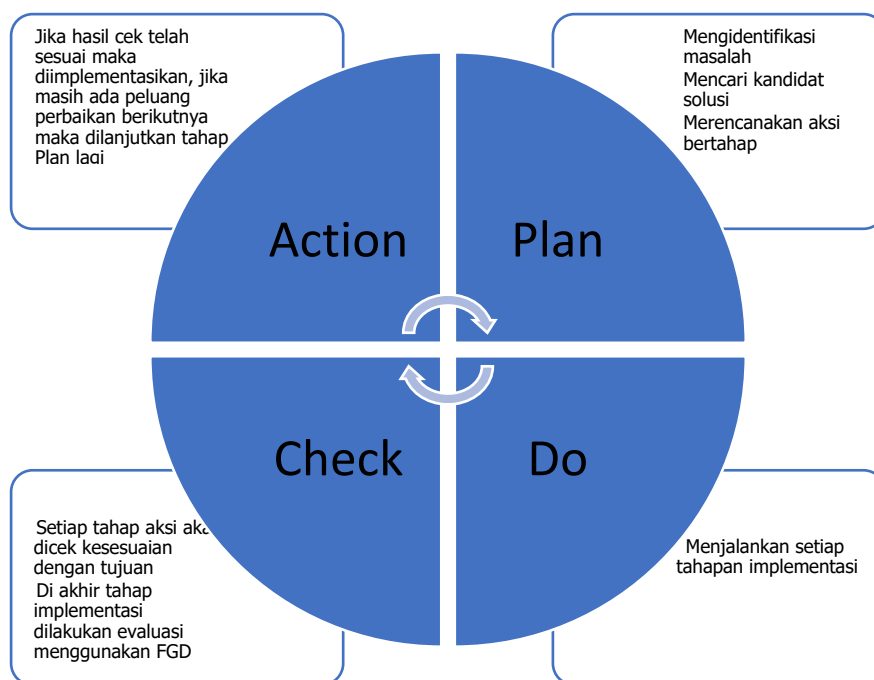 Jika hasil cek telah
sesuai maka
diimplementasikan, jika
masih ada peluang
perbaikan berikutnya
maka dilanjutkan tahap
Plan lagi
Mengidentifikasi
masalah
Mencari kandidat
solusi
Merencanakan aksi
bertahap
Action
Plan
Check
Do
Setiap tahap aksi
dicek kesesuaian
dengan tujuan
Di akhir tahap
implementasi
dilakukan evaluasi
menggunakan FGD
Menjalankan setiap
tahapan implementasi